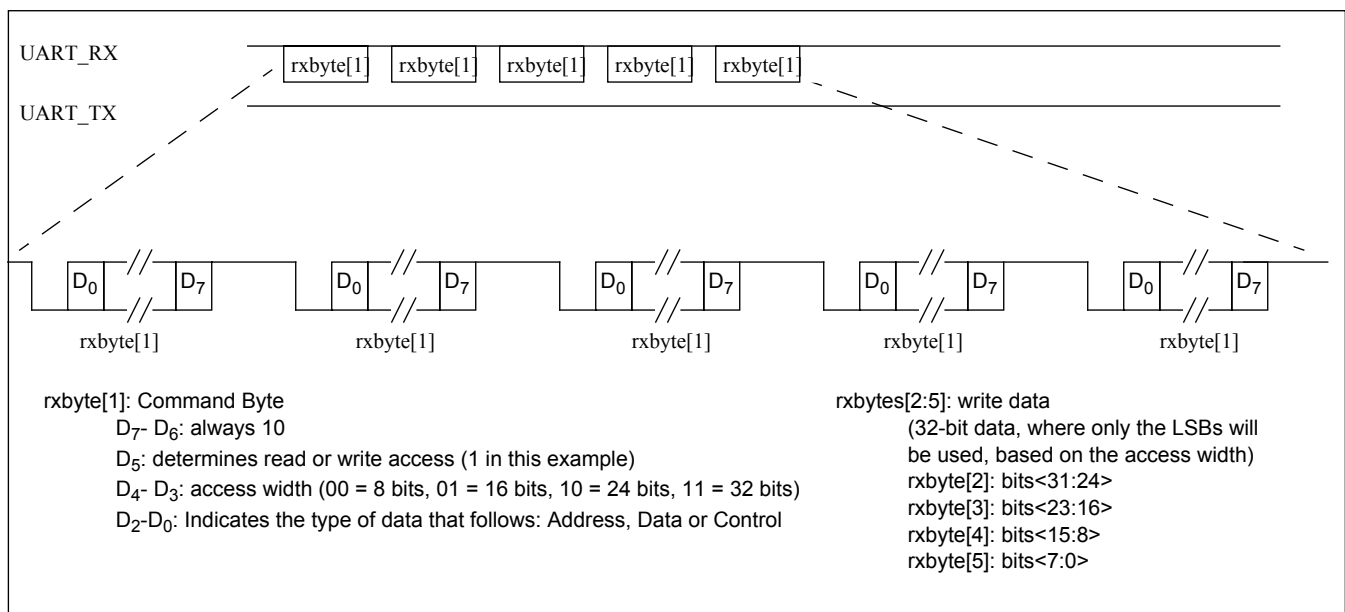 UART_RX
rxbyte[1] rxbyte[1] rxbyte[1] rxbyte[1] rxbyte[1]
UART_TX
D0 D7 D0 D7 D0 D7 D0 D7 D0 D7
rxbyte[1] rxbyte[1] rxbyte[1] rxbyte[1] rxbyte[1]
rxbyte[1]: Command Byte
D7- D6: always 10
D5: determines read or write access (1 in this example)
D4- D3: access width (00 = 8 bits, 01 = 16 bits, 10 = 24 bits, 11 = 32 bits)
D2-D0: Indicates the type of data that follows: Address, Data or Control
rxbytes[2:5]: write data
(32-bit data, where only the LSBs will
be used, based on the access width)
rxbyte[2]: bits<31:24>
rxbyte[3]: bits<23:16>
rxbyte[4]: bits<15:8>
rxbyte[5]: bits<7:0>